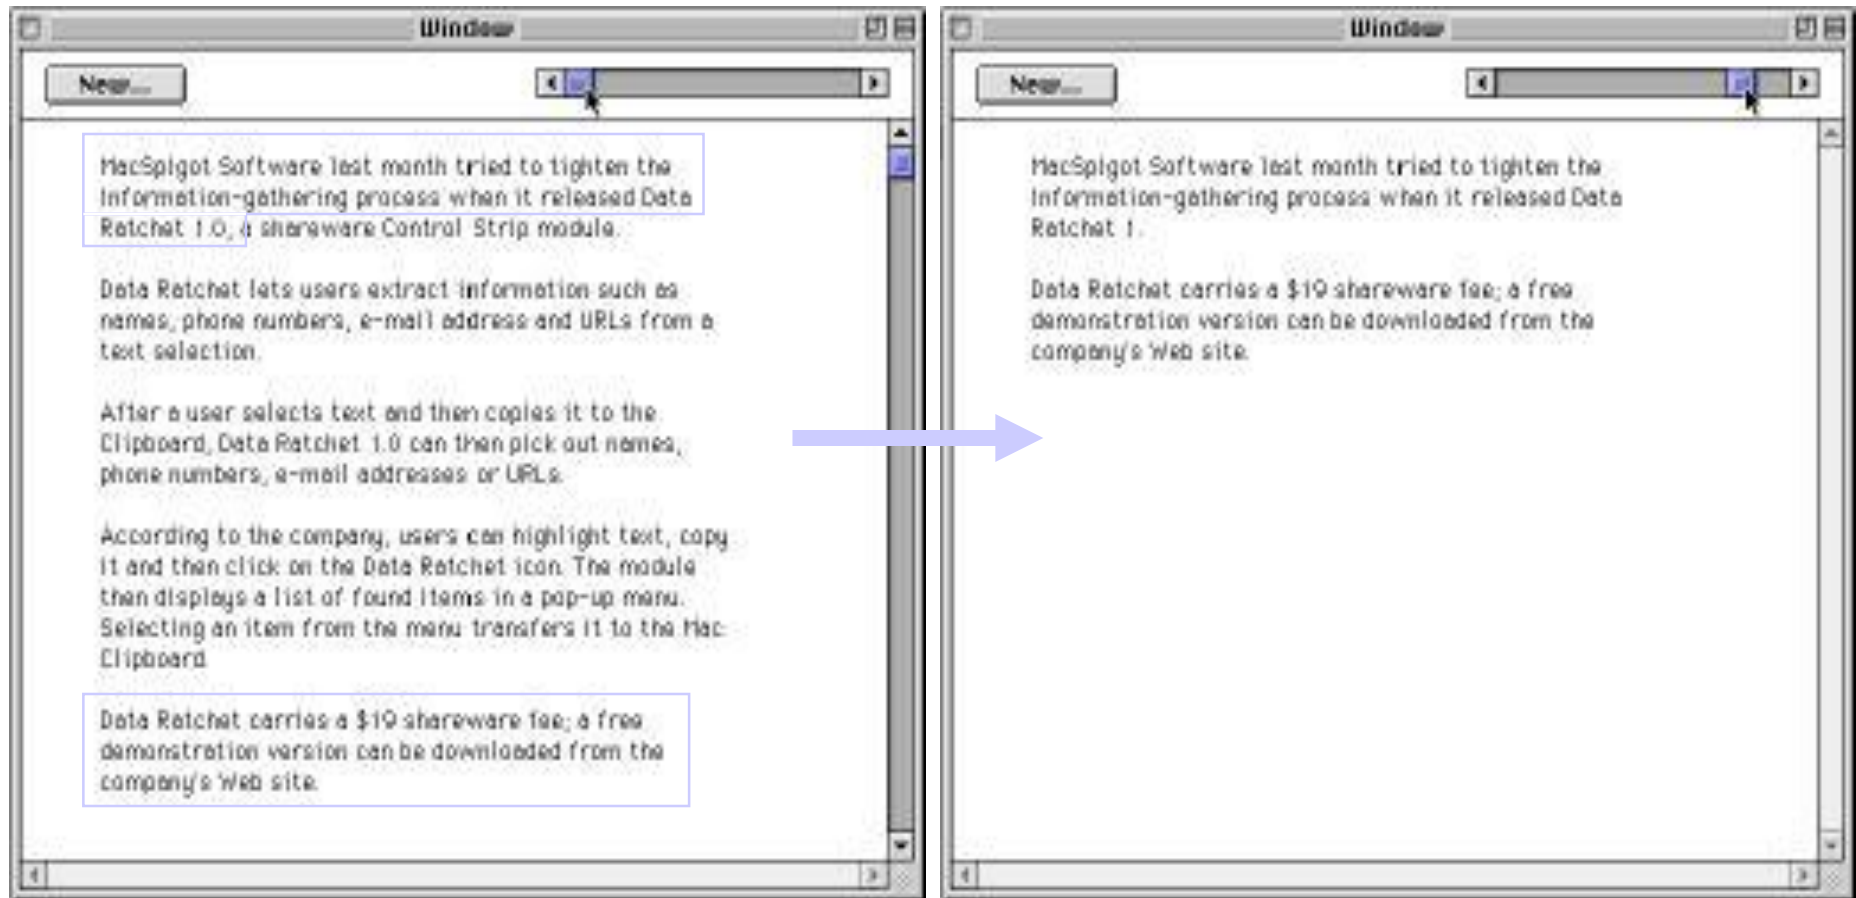 Window
New...
MacSpigot Software last month tried to tighten the
information-gathering process when it released Data
Ratchet 1.0, a shareware Control Strip module.
Data Ratchet lets users extract information such as
names, phone numbers, e-mail address and URLs from a
text selection.
After a user selects text and then copies it to the
Clipboard, Data Ratchet 1.0 can then pick out names,
phone numbers, e-mail addresses or URLs.
According to the company, users can highlight text, copy
it and then click on the Data Ratchet icon. The module
then displays a list of found items in a pop-up menu.
Selecting an item from the menu transfers it to the Mac
Clipboard.
Data Ratchet carries a $19 shareware fee; a free
demonstration version can be downloaded from the
company's Web site.
Window
New...
MacSpigot Software last month tried to tighten the
information-gathering process when it released Data
Ratchet 1.
Data Ratchet carries a $19 shareware fee; a free
demonstration version can be downloaded from the
company's Web site.